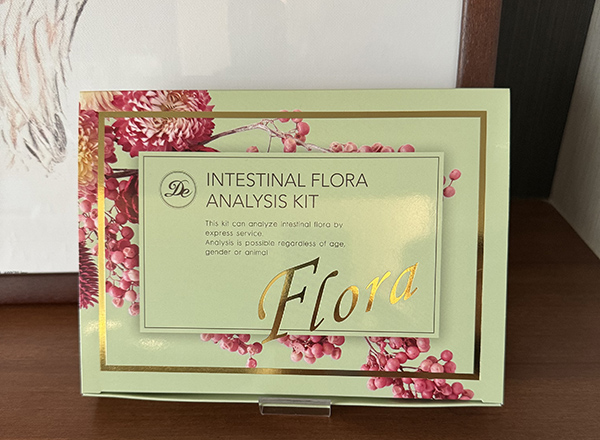 De
INTESTINAL FLORA
ANALYSIS KIT
This kit can analyze intestinal flora by
express service.
Analysis is possible regardless of age,
gender or animal
Flora